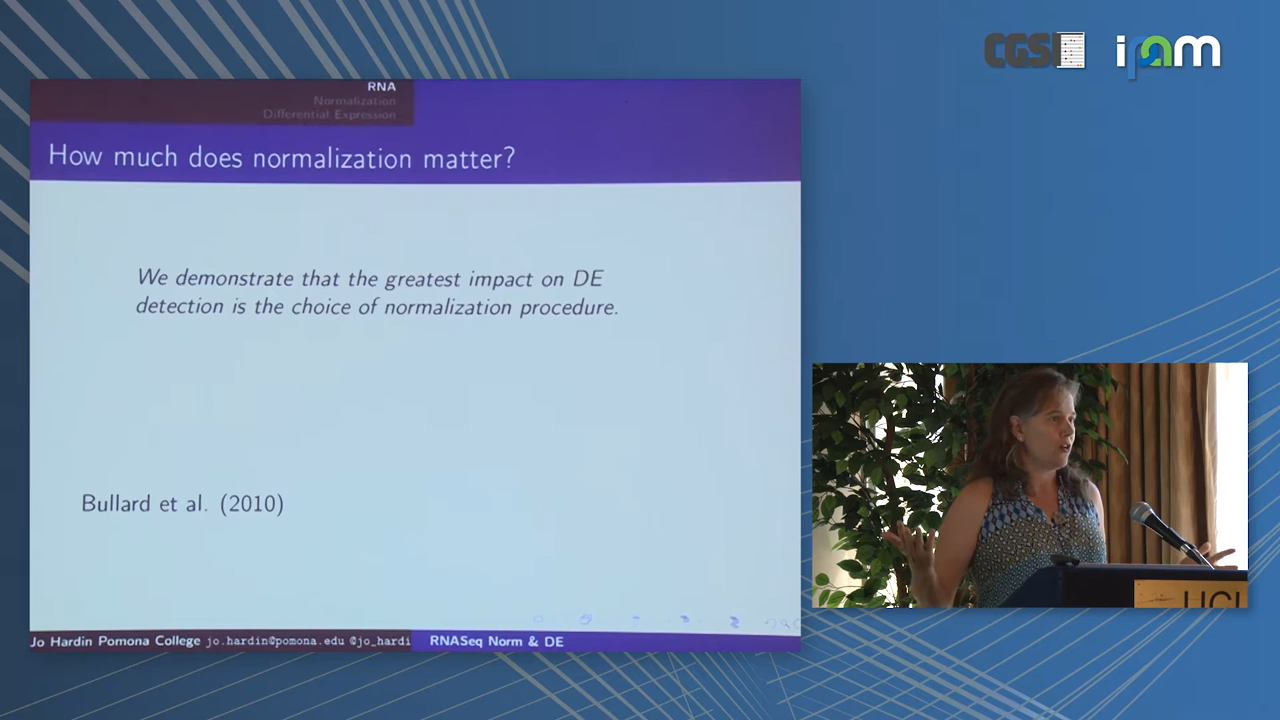 CGSI
ipam
RNA
Normalization
Differential Expression
How much does normalization matter?
We demonstrate that the greatest impact on DE
detection is the choice of normalization procedure.
Bullard et al. (2010)
Jo Hardin Pomona College jo.hardin@pomona.edu @jo_hardi
RNASeq Norm & DE